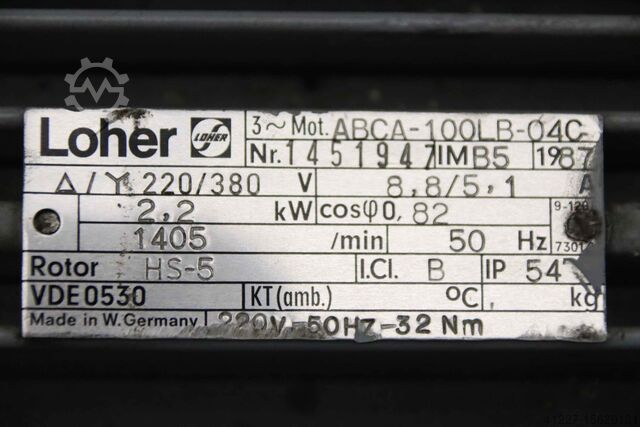 Loher LOHER 3~Mot. ABCA-100LB-04C
Nr. 1451947 IMB5 1987
Δ/Y 220/380 V 8,8/5,1 A
2,2 kW cosφ 0,82
1405 /min 50 Hz
Rotor HS-5 I.Cl. B IP 54
VDE0530 KT(amb.) °C, kg
Made in W.Germany 220V-50Hz-32 Nm